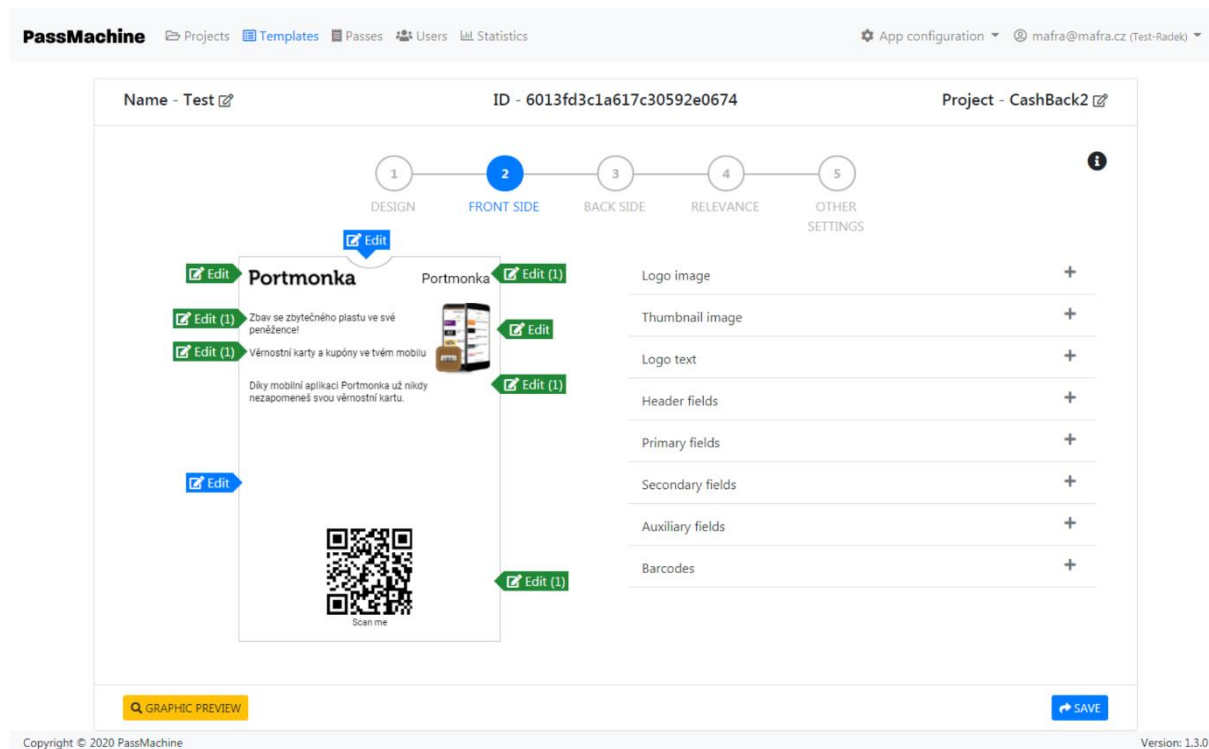 PassMachine Projects Templates Passes Users Statistics App configuration mafra@mafra.cz (Test-Radek)
Name - Test ID - 6013fd3c1a617c30592e0674 Project - CashBack2
1 2 3 4 5
DESIGN FRONT SIDE BACK SIDE RELEVANCE OTHER
SETTINGS
Edit
Edit Portmonka Portmonka Edit (1)
Edit (1) Zbav se zbytečného plastu ve své
peněžence!
Edit
Edit (1) Věrnostní karty a kupóny ve tvém mobilu
Díky mobilní aplikaci Portmonka už nikdy
nezapomeneš svou věrnostní kartu.
Edit (1)
Edit
Edit (1)
Scan me
Logo image
Thumbnail image
Logo text
Header fields
Primary fields
Secondary fields
Auxiliary fields
Barcodes
GRAPHIC PREVIEW SAVE
Copyright © 2020 PassMachine Version: 1.3.0